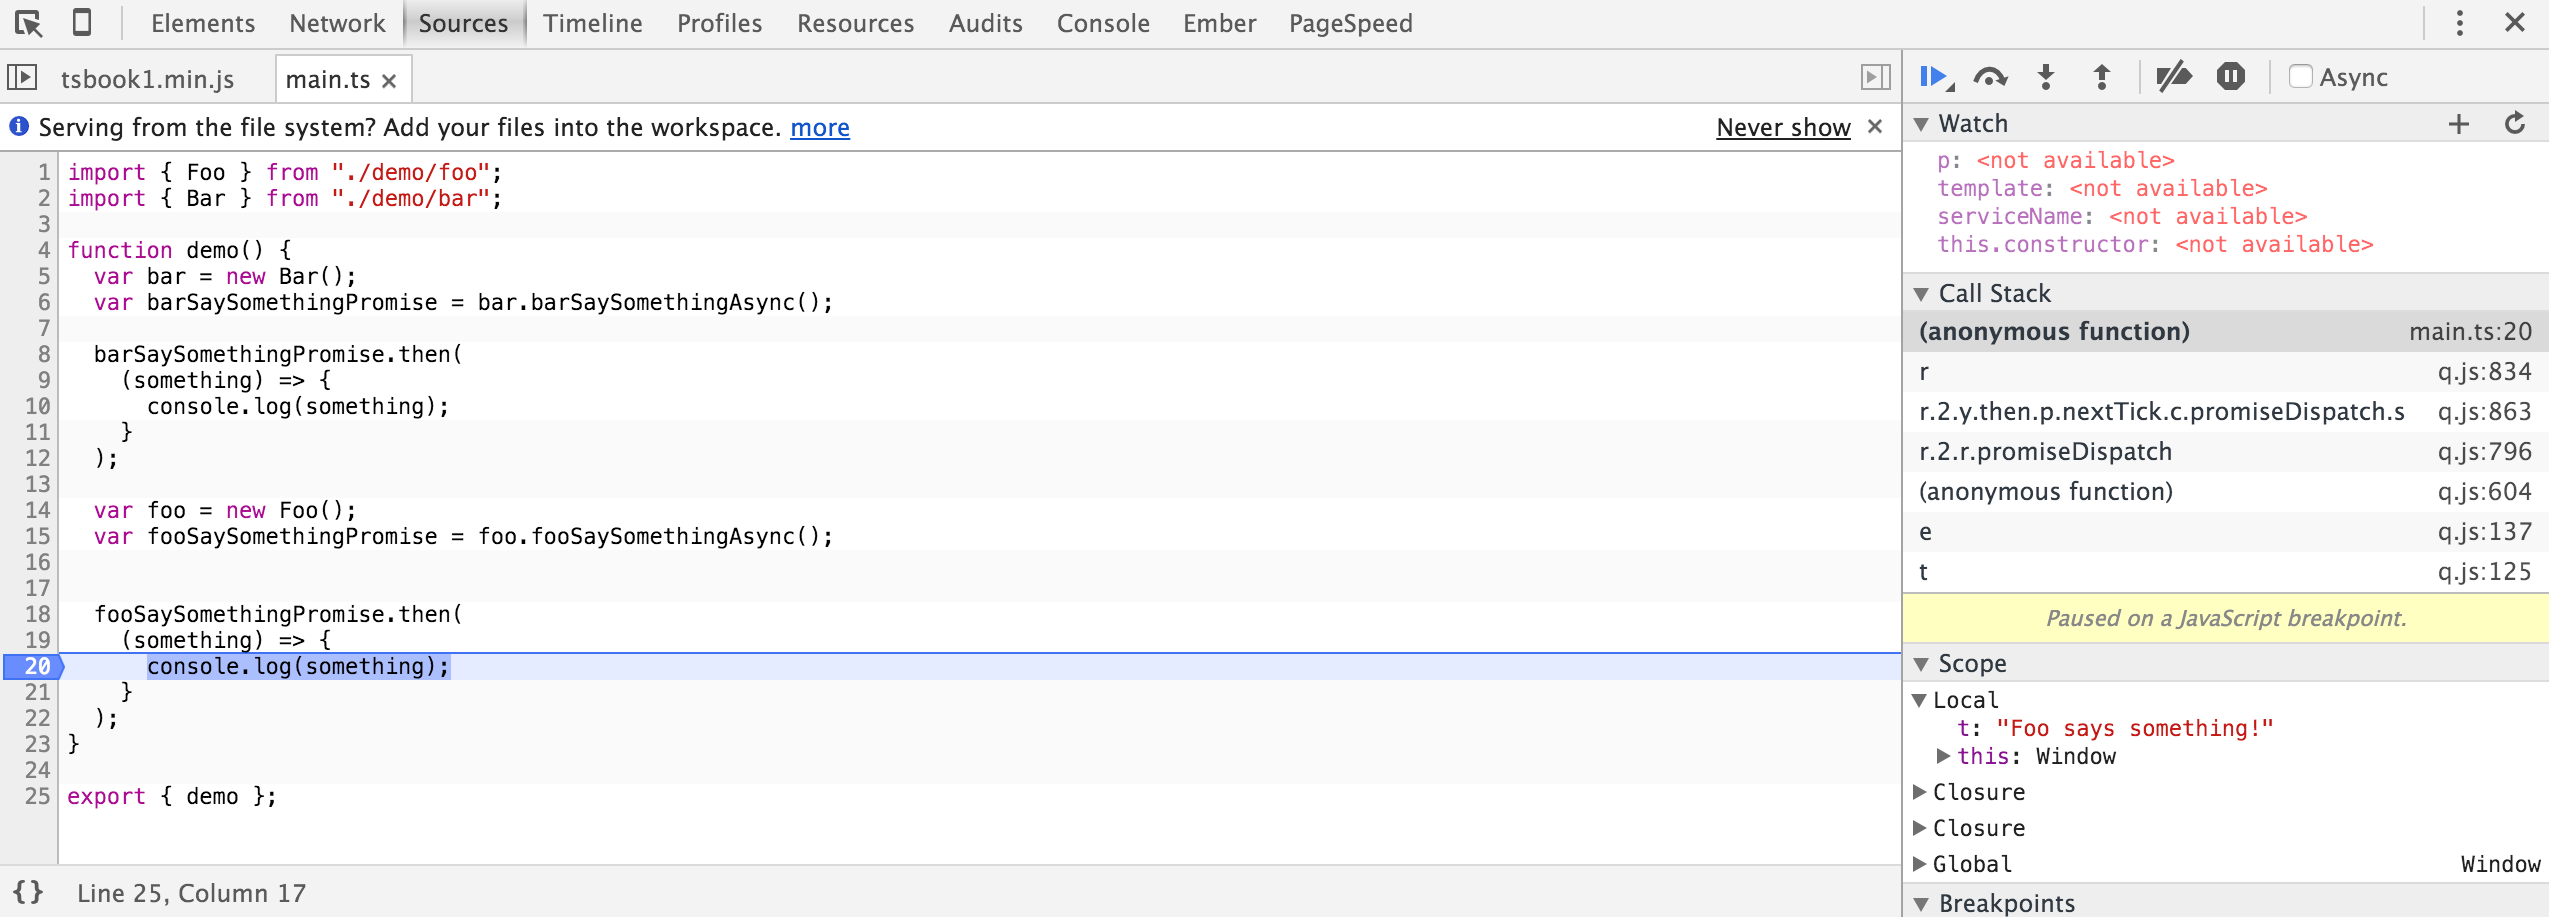 Elements Network Sources Timeline Profiles Resources Audits Console Ember PageSpeed
tsbook1.min.js main.ts ×
Async
Serving from the file system? Add your files into the workspace. more Never show ×
1 import { Foo } from "./demo/foo";
2 import { Bar } from "./demo/bar";
3
4 function demo() {
5 var bar = new Bar();
6 var barSaySomethingPromise = bar.barSaySomethingAsync();
7
8 barSaySomethingPromise.then(
9 (something) => {
10 console.log(something);
11 }
12 );
13
14 var foo = new Foo();
15 var fooSaySomethingPromise = foo.fooSaySomethingAsync();
16
17
18 fooSaySomethingPromise.then(
19 (something) => {
20 console.log(something);
21 }
22 );
23 }
24
25 export { demo };
{} Line 25, Column 17
Watch
p: <not available>
template: <not available>
serviceName: <not available>
this.constructor: <not available>
Call Stack
(anonymous function) main.ts:20
r q.js:834
r.2.y.then.p.nextTick.c.promiseDispatch.s q.js:863
r.2.r.promiseDispatch q.js:796
(anonymous function) q.js:604
e q.js:137
t q.js:125
Paused on a JavaScript breakpoint.
Scope
Local
t: "Foo says something!"
this: Window
Closure
Closure
Global Window
Breakpoints